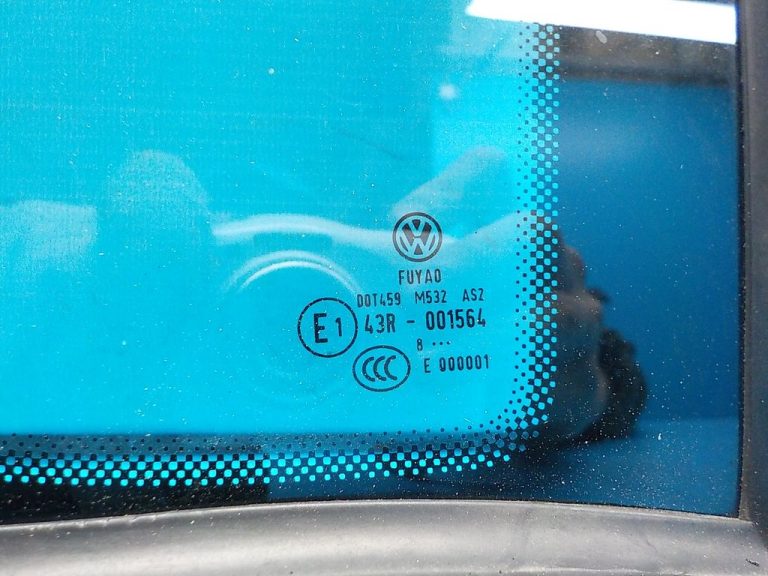 FUYAO
DOT459 M532 AS2
E1 43R - 001564
8 ...
CCC E 000001